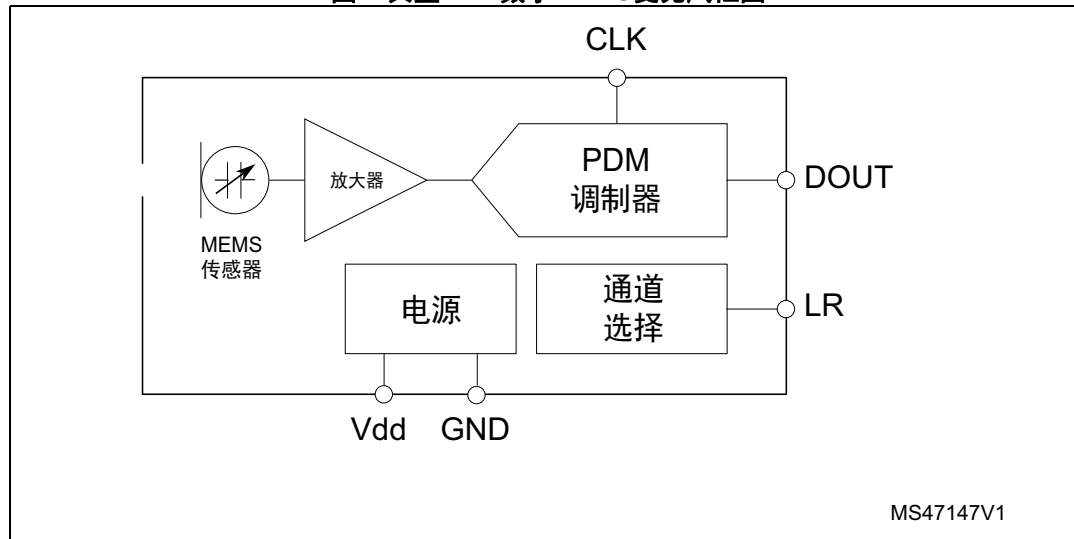 CLK
PDM
调制器
放大器
DOUT
MEMS
传感器
通道
选择
电源
LR
Vdd GND
MS47147V1